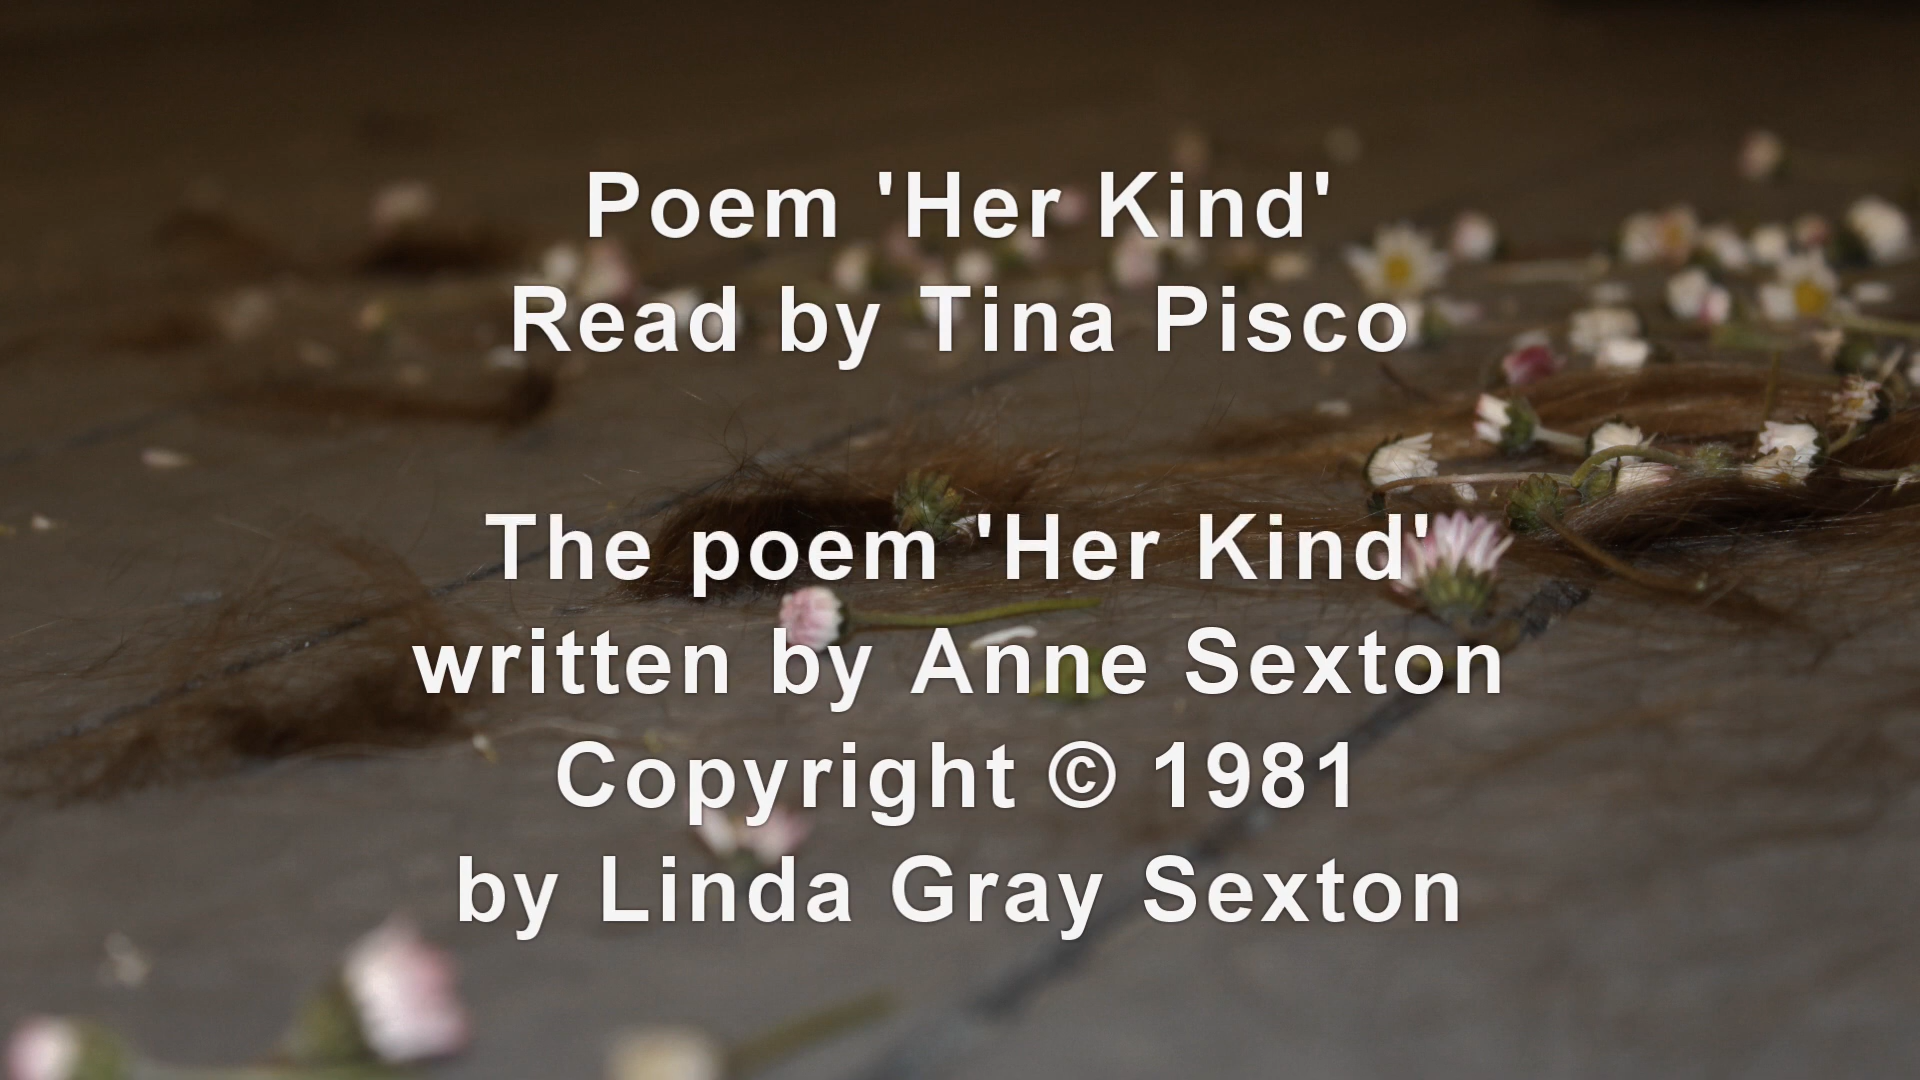 Poem 'Her Kind'
Read by Tina Pisco
The poem 'Her Kind'
written by Anne Sexton
Copyright © 1981
by Linda Gray Sexton